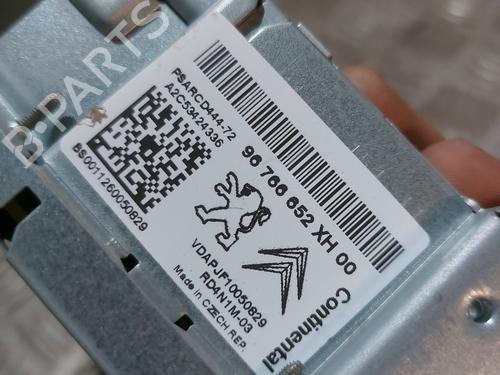 PSARCD444-72
A2C53424336
96 766 652 XH 00
Continental
BS0011260050829
VDAPJF10050829
RD4N1M-03
Made in CZECH REP.
B-PARTS